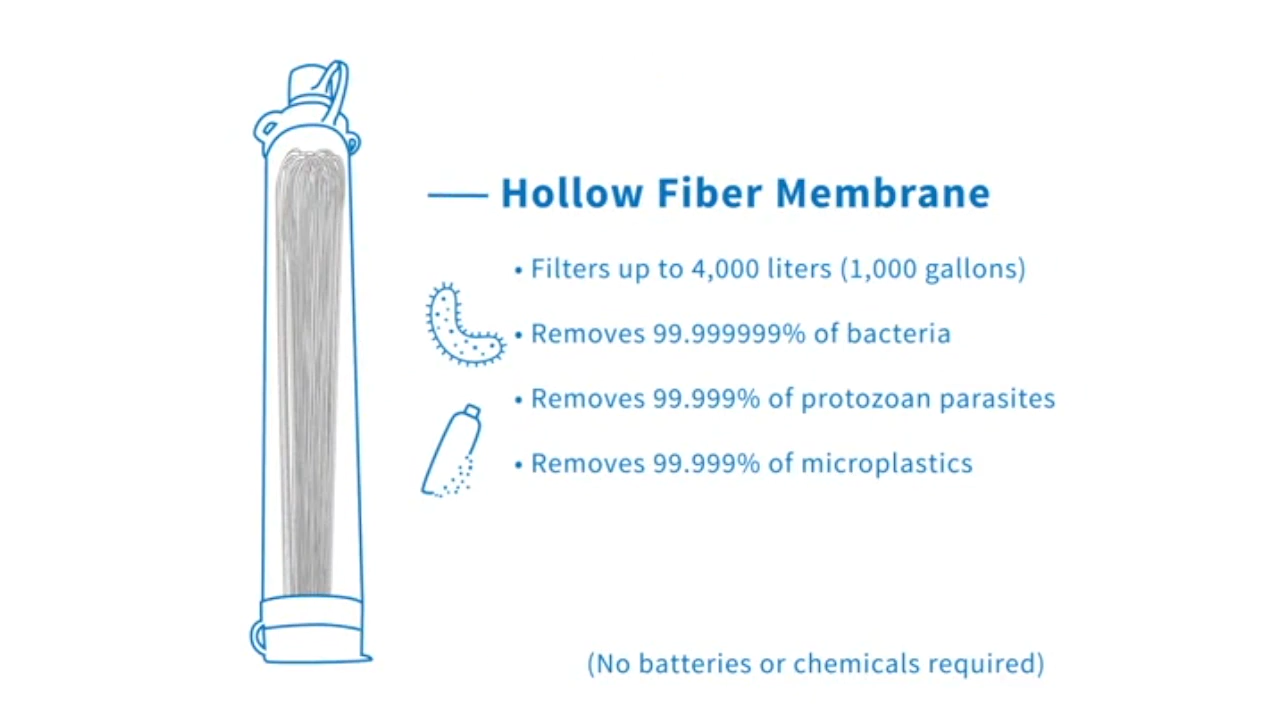 Hollow Fiber Membrane
• Filters up to 4,000 liters (1,000 gallons)
• Removes 99.999999% of bacteria
• Removes 99.999% of protozoan parasites
• Removes 99.999% of microplastics
(No batteries or chemicals required)